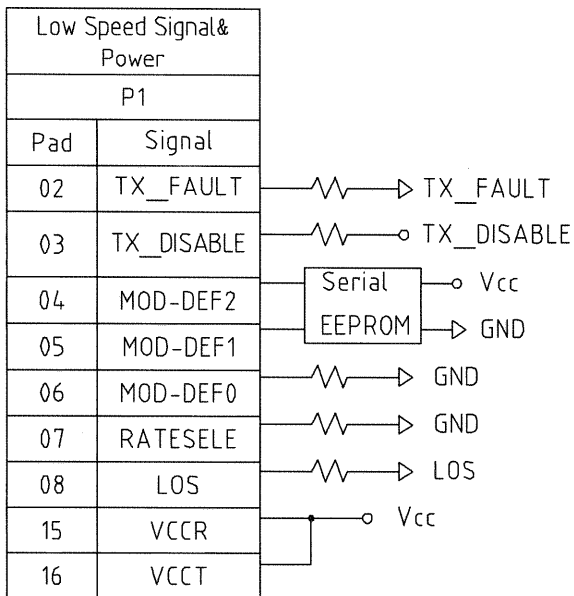 Low Speed Signal&
Power
P1
Pad Signal
02 TX_FAULT TX_FAULT
03 TX_DISABLE TX_DISABLE
04 MOD-DEF2 Serial Vcc
05 MOD-DEF1 EEPROM GND
06 MOD-DEF0 GND
07 RATESELE GND
08 LOS LOS
15 VCCR Vcc
16 VCCT